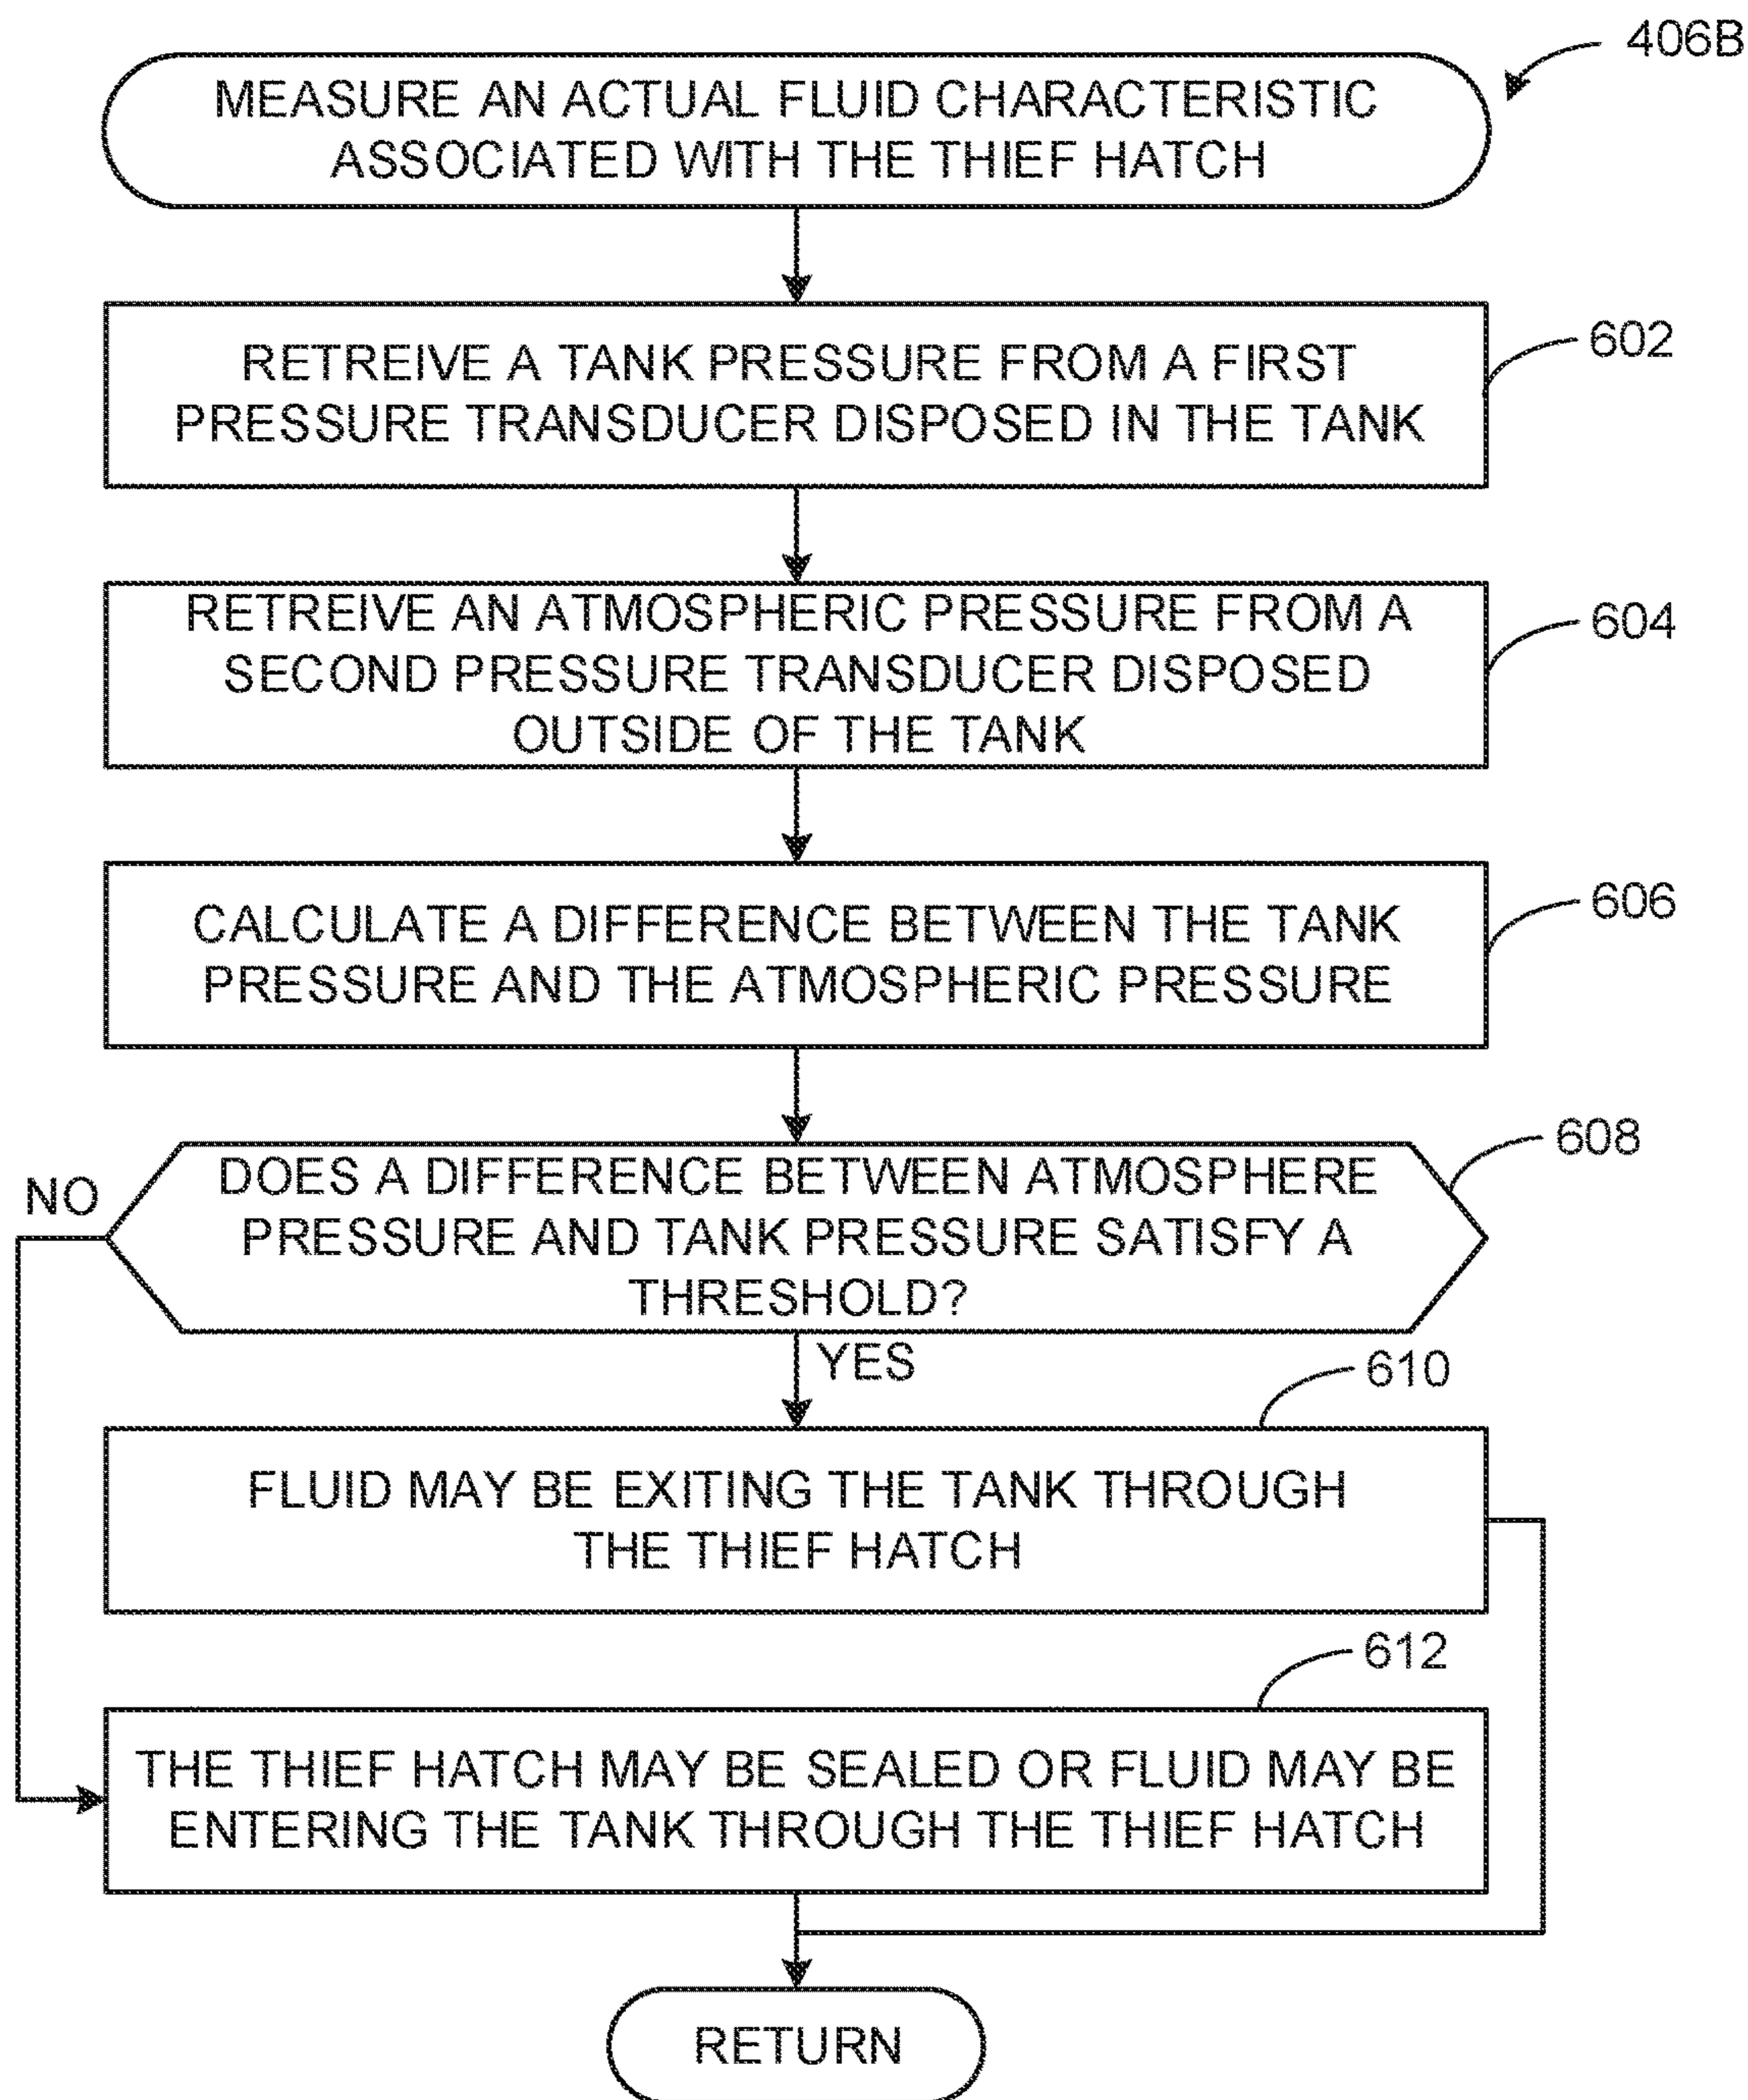 406B
MEASURE AN ACTUAL FLUID CHARACTERISTIC
ASSOCIATED WITH THE THIEF HATCH
602
RETREIVE A TANK PRESSURE FROM A FIRST
PRESSURE TRANSDUCER DISPOSED IN THE TANK
604
RETREIVE AN ATMOSPHERIC PRESSURE FROM A
SECOND PRESSURE TRANSDUCER DISPOSED
OUTSIDE OF THE TANK
606
CALCULATE A DIFFERENCE BETWEEN THE TANK
PRESSURE AND THE ATMOSPHERIC PRESSURE
608
NO
DOES A DIFFERENCE BETWEEN ATMOSPHERE
PRESSURE AND TANK PRESSURE SATISFY A
THRESHOLD?
YES
610
FLUID MAY BE EXITING THE TANK THROUGH
THE THIEF HATCH
612
THE THIEF HATCH MAY BE SEALED OR FLUID MAY BE
ENTERING THE TANK THROUGH THE THIEF HATCH
RETURN